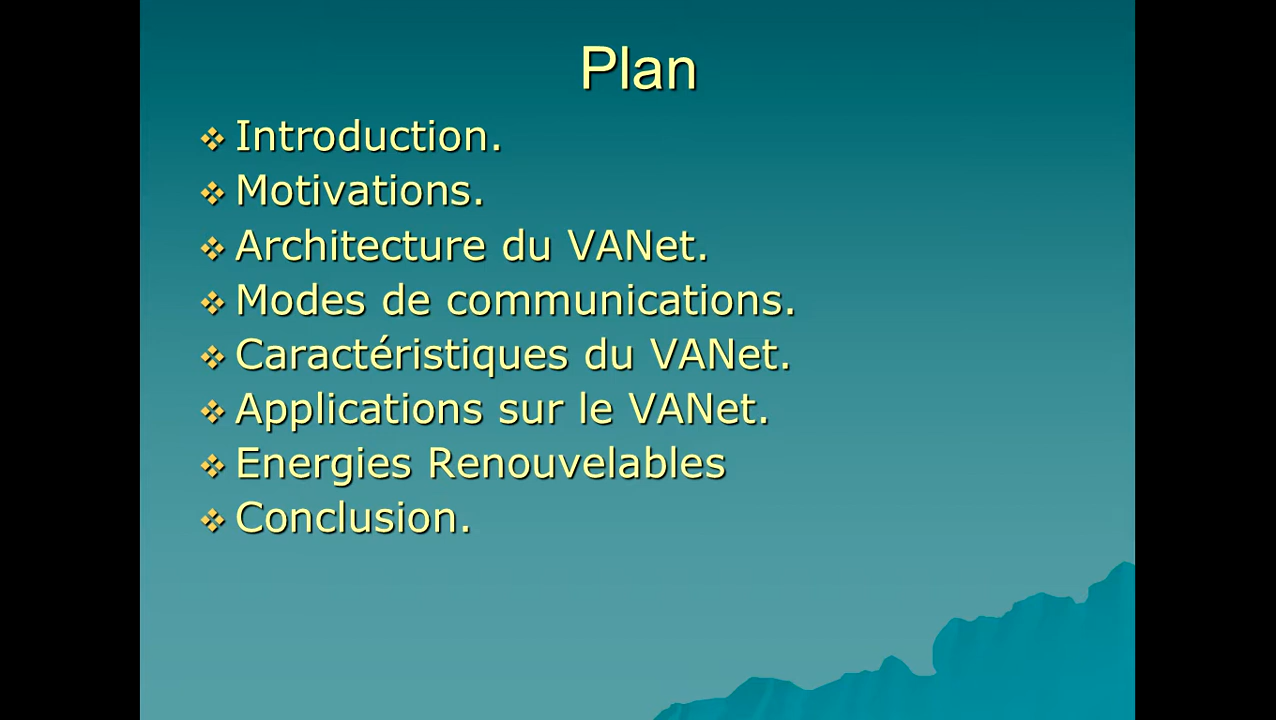 Plan
Introduction.
Motivations.
Architecture du VANet.
Modes de communications.
Caractéristiques du VANet.
Applications sur le VANet.
Energies Renouvelables
Conclusion.